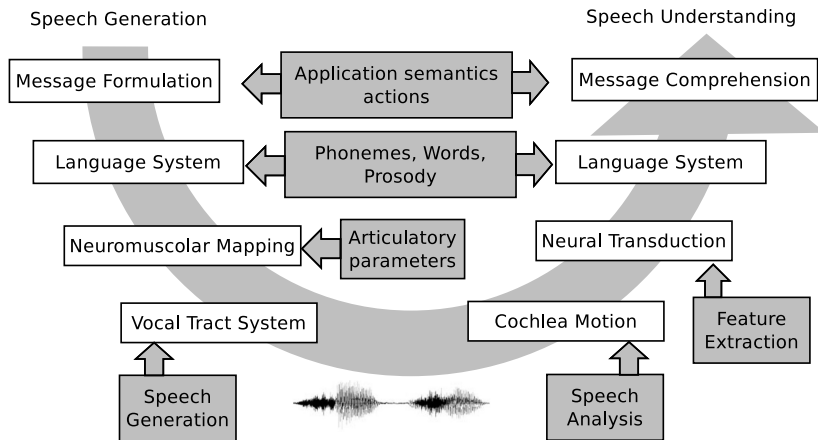 Speech Generation
Speech Understanding
Message Formulation
Application semantics
actions
Message Comprehension
Language System
Phonemes, Words,
Prosody
Language System
Neuromuscolar Mapping
Articulatory
parameters
Neural Transduction
Vocal Tract System
Cochlea Motion
Feature
Extraction
Speech
Generation
Speech
Analysis